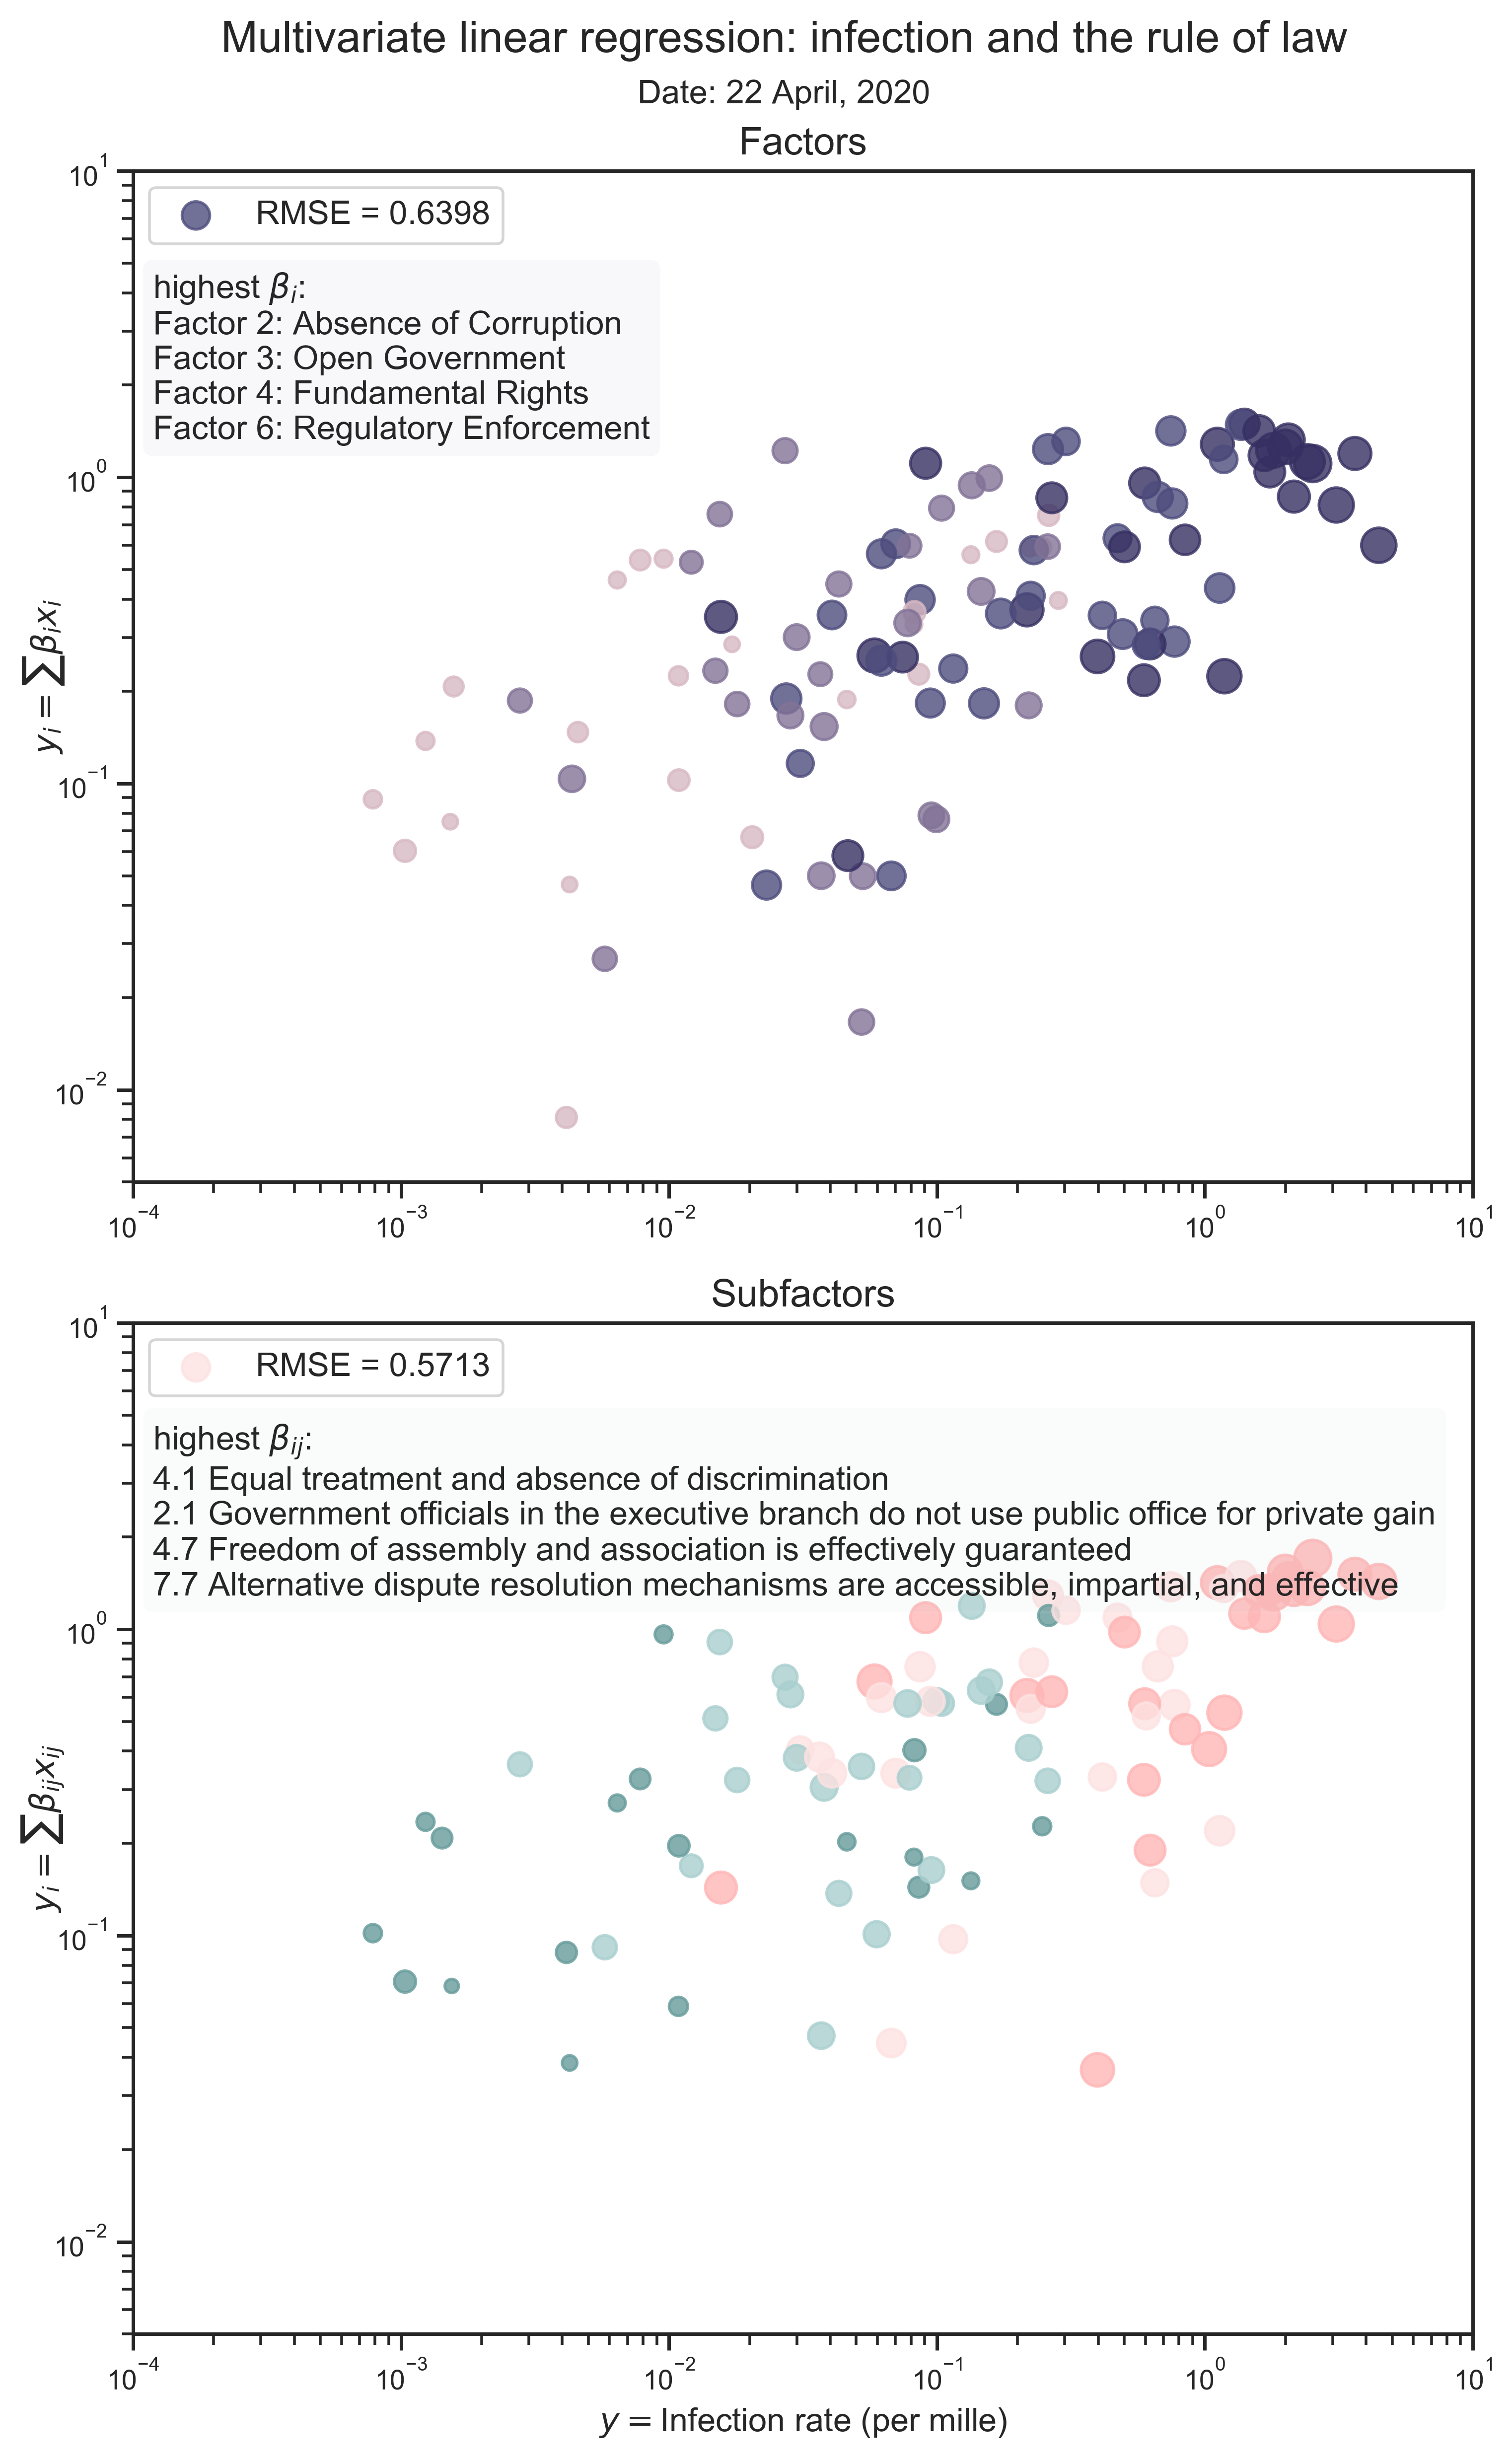 Multivariate linear regression: infection and the rule of law
Date: 22 April, 2020
Factors
10¹
RMSE = 0.6398
highest βᵢ:
Factor 2: Absence of Corruption
Factor 3: Open Government
Factor 4: Fundamental Rights
Factor 6: Regulatory Enforcement
10⁰
yᵢ = ∑βᵢxᵢ
10⁻¹
10⁻²
10⁻⁴ 10⁻³ 10⁻² 10⁻¹ 10⁰ 10¹
Subfactors
10¹
RMSE = 0.5713
highest βᵢⱼ:
4.1 Equal treatment and absence of discrimination
2.1 Government officials in the executive branch do not use public office for private gain
4.7 Freedom of assembly and association is effectively guaranteed
7.7 Alternative dispute resolution mechanisms are accessible, impartial, and effective
10⁰
yᵢ = ∑βᵢⱼxᵢⱼ
10⁻¹
10⁻²
10⁻⁴ 10⁻³ 10⁻² 10⁻¹ 10⁰ 10¹
y = Infection rate (per mille)